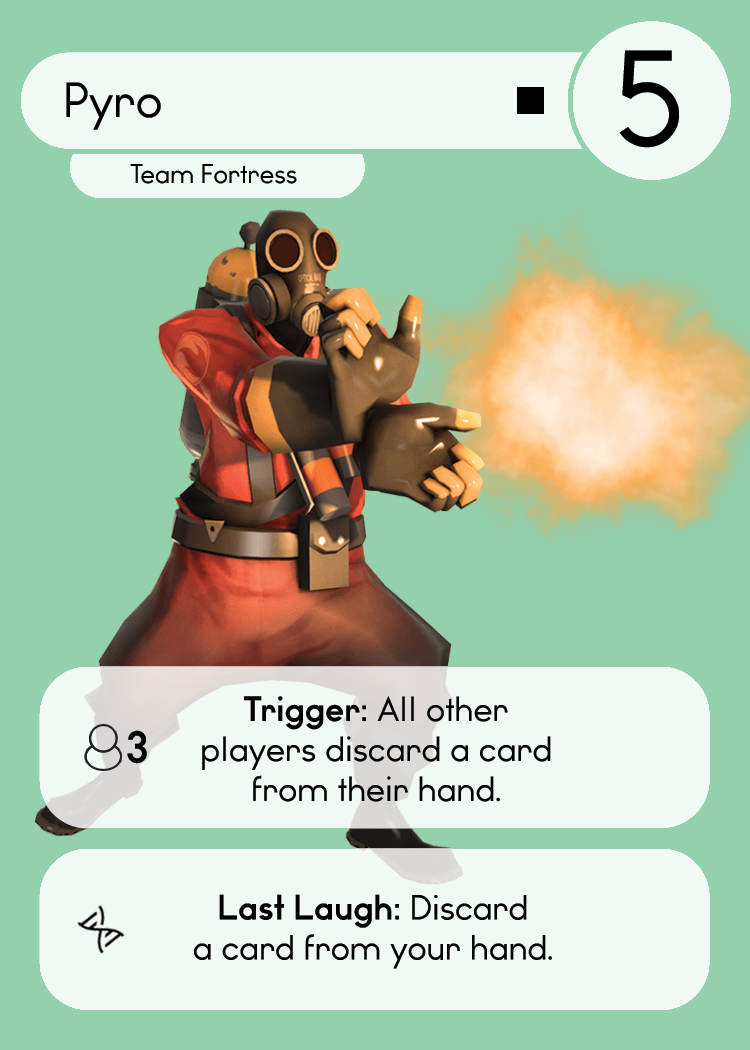 Pyro
5
Team Fortress
Trigger: All other
players discard a card
from their hand.
3
Last Laugh: Discard
a card from your hand.